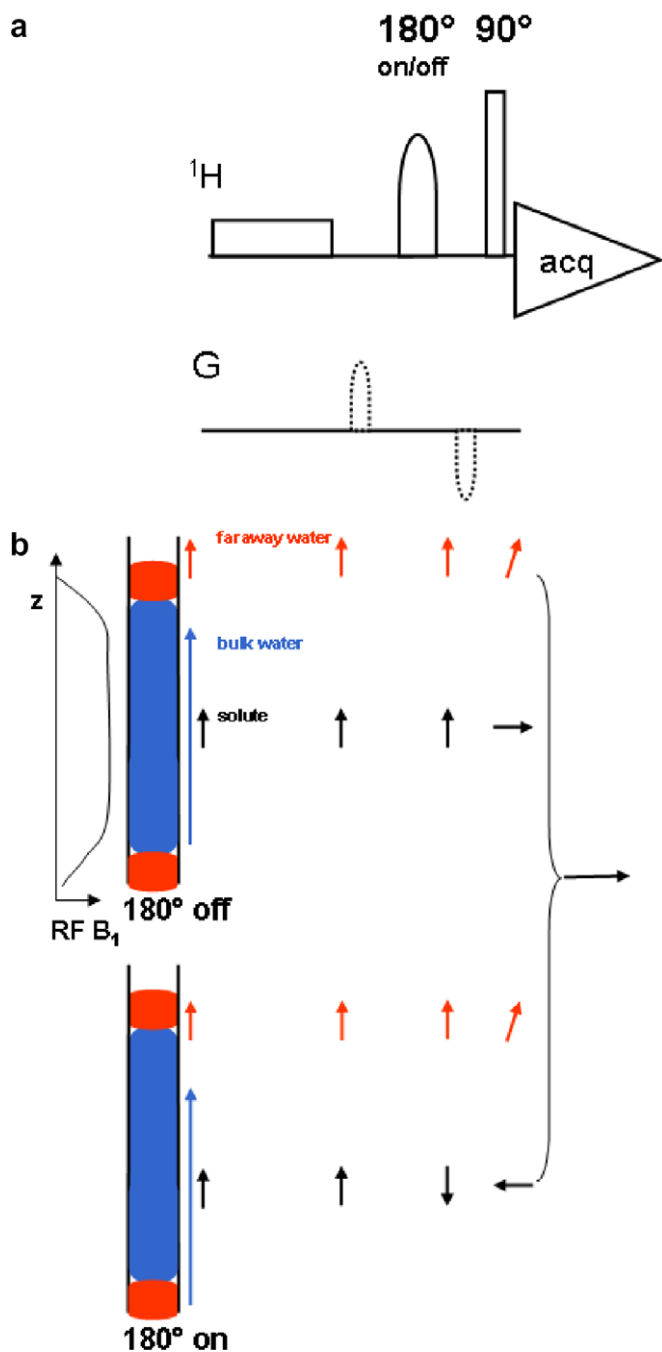 a
180° 90°
on/off
¹H
acq
G
b
faraway water
z
bulk water
solute
180° off
RF B₁
180° on